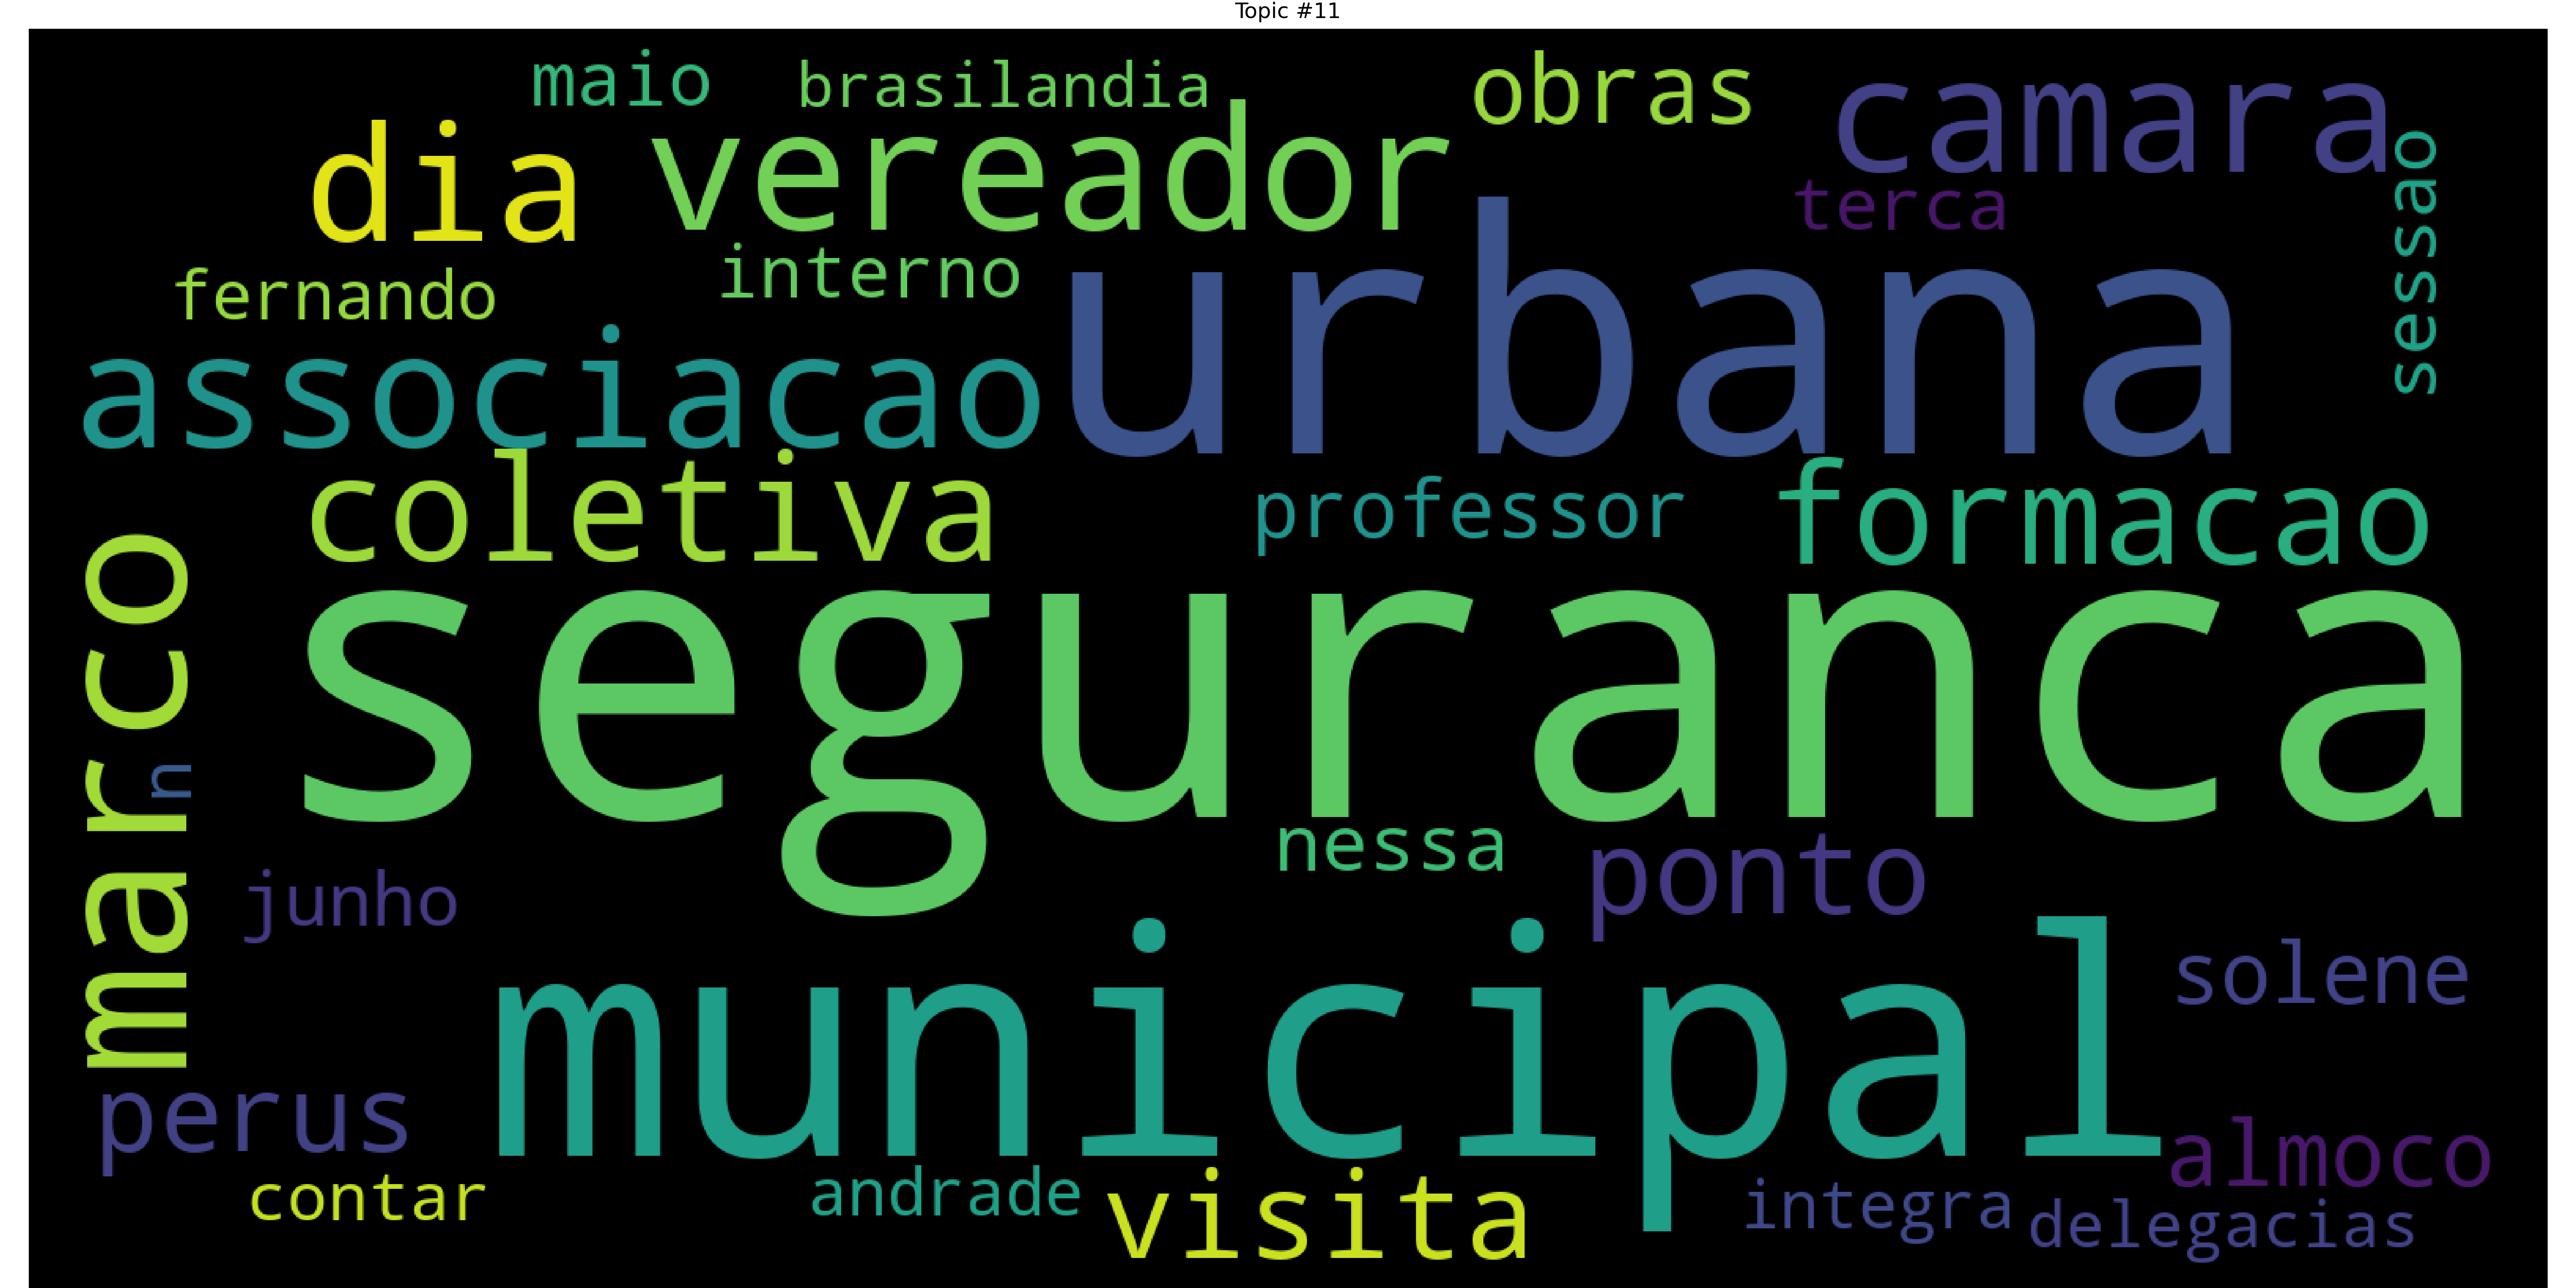 Topic #11
maio
brasilandia
obras
camara
dia
vereador
terca
sessao
fernando
interno
urbana
associacao
coletiva
professor
formacao
marco
n
seguranca
nessa
ponto
junho
municipal
solene
perus
almoco
contar
andrade
visita
integra
delegacias